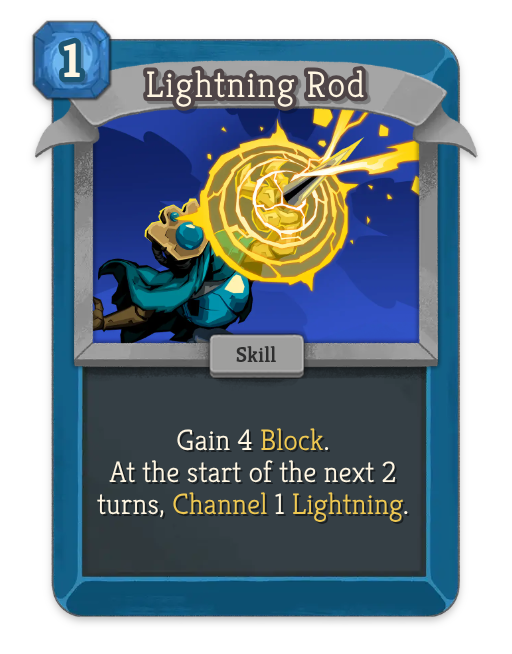 1
Lightning Rod
Skill
Gain 4 Block.
At the start of the next 2
turns, Channel 1 Lightning.